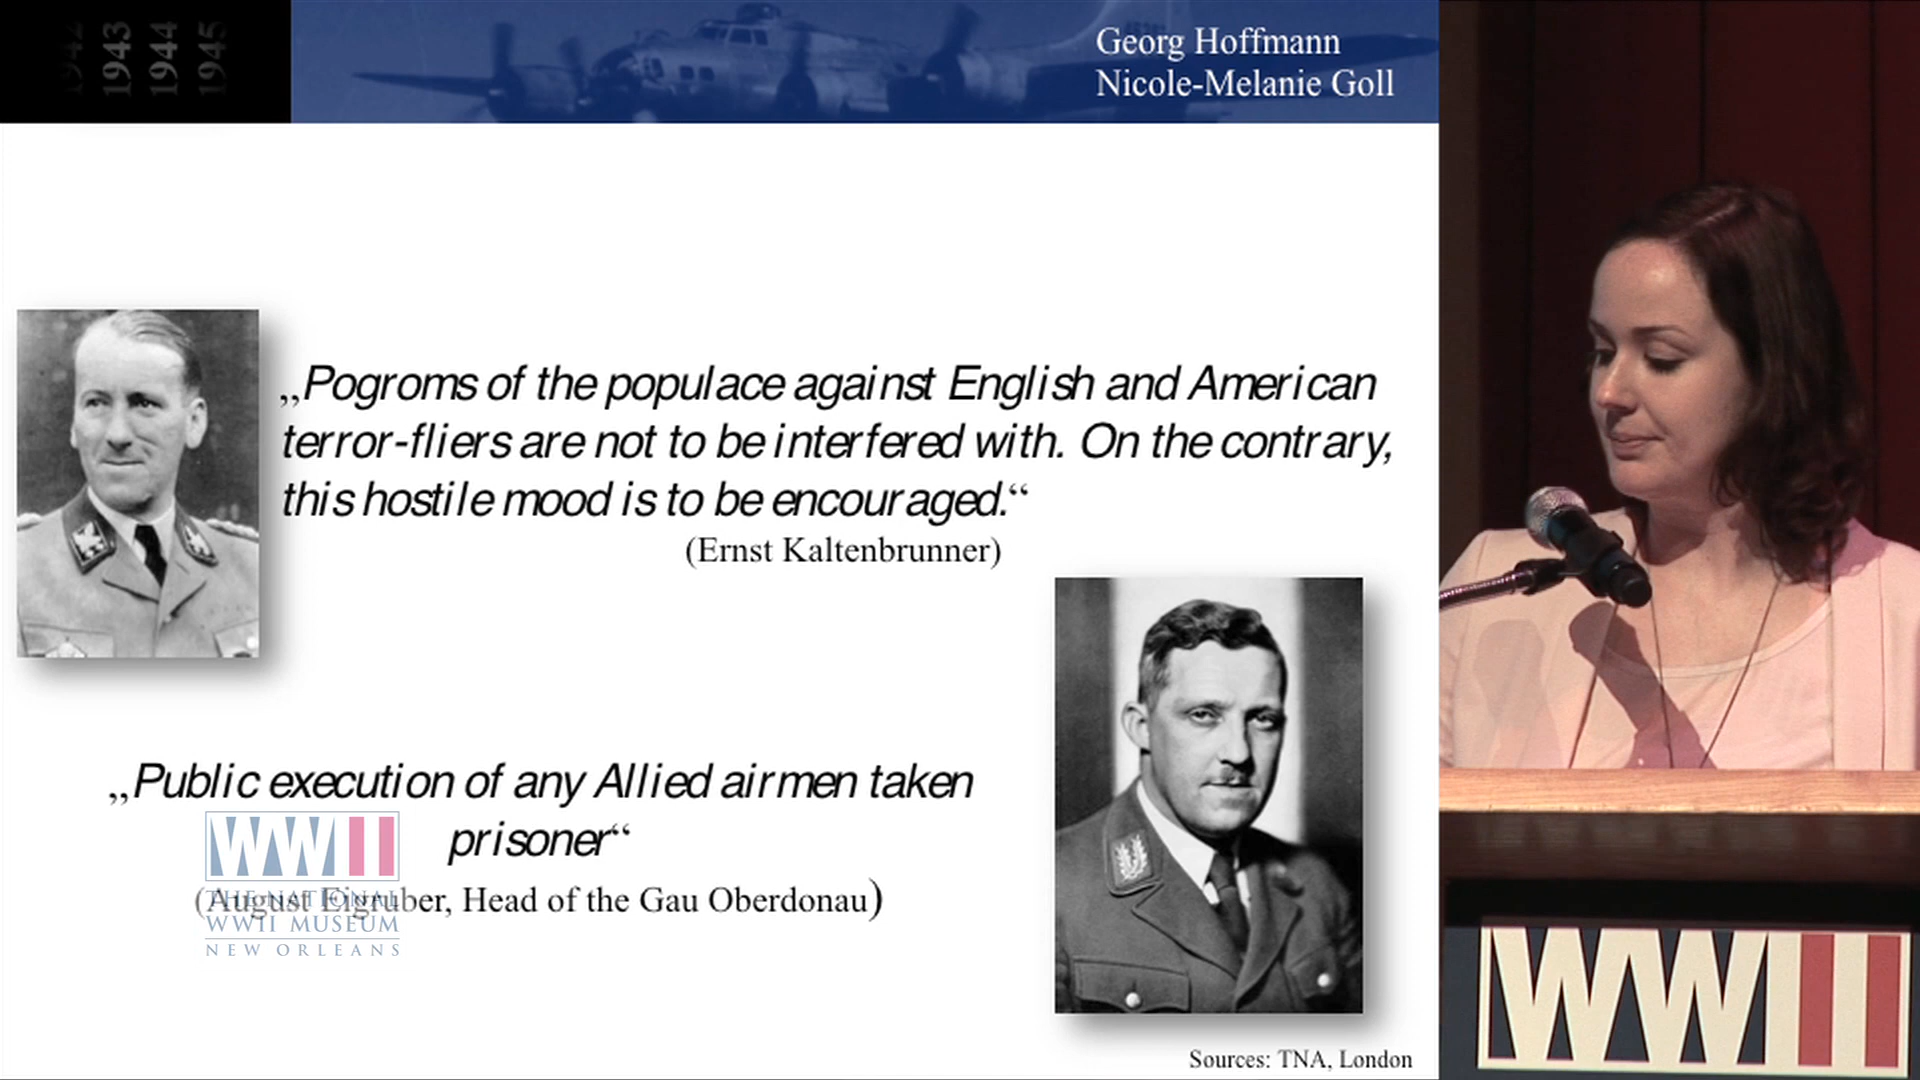 1942
1943
1944
1945
Georg Hoffmann
Nicole-Melanie Goll
„Pogroms of the populace against English and American
terror-fliers are not to be interfered with. On the contrary,
this hostile mood is to be encouraged.“
(Ernst Kaltenbrunner)
„Public execution of any Allied airmen taken
prisoner“
(August Eigruber, Head of the Gau Oberdonau)
WWII
THE NATIONAL
WWII MUSEUM
NEW ORLEANS
Sources: TNA, London
WWII